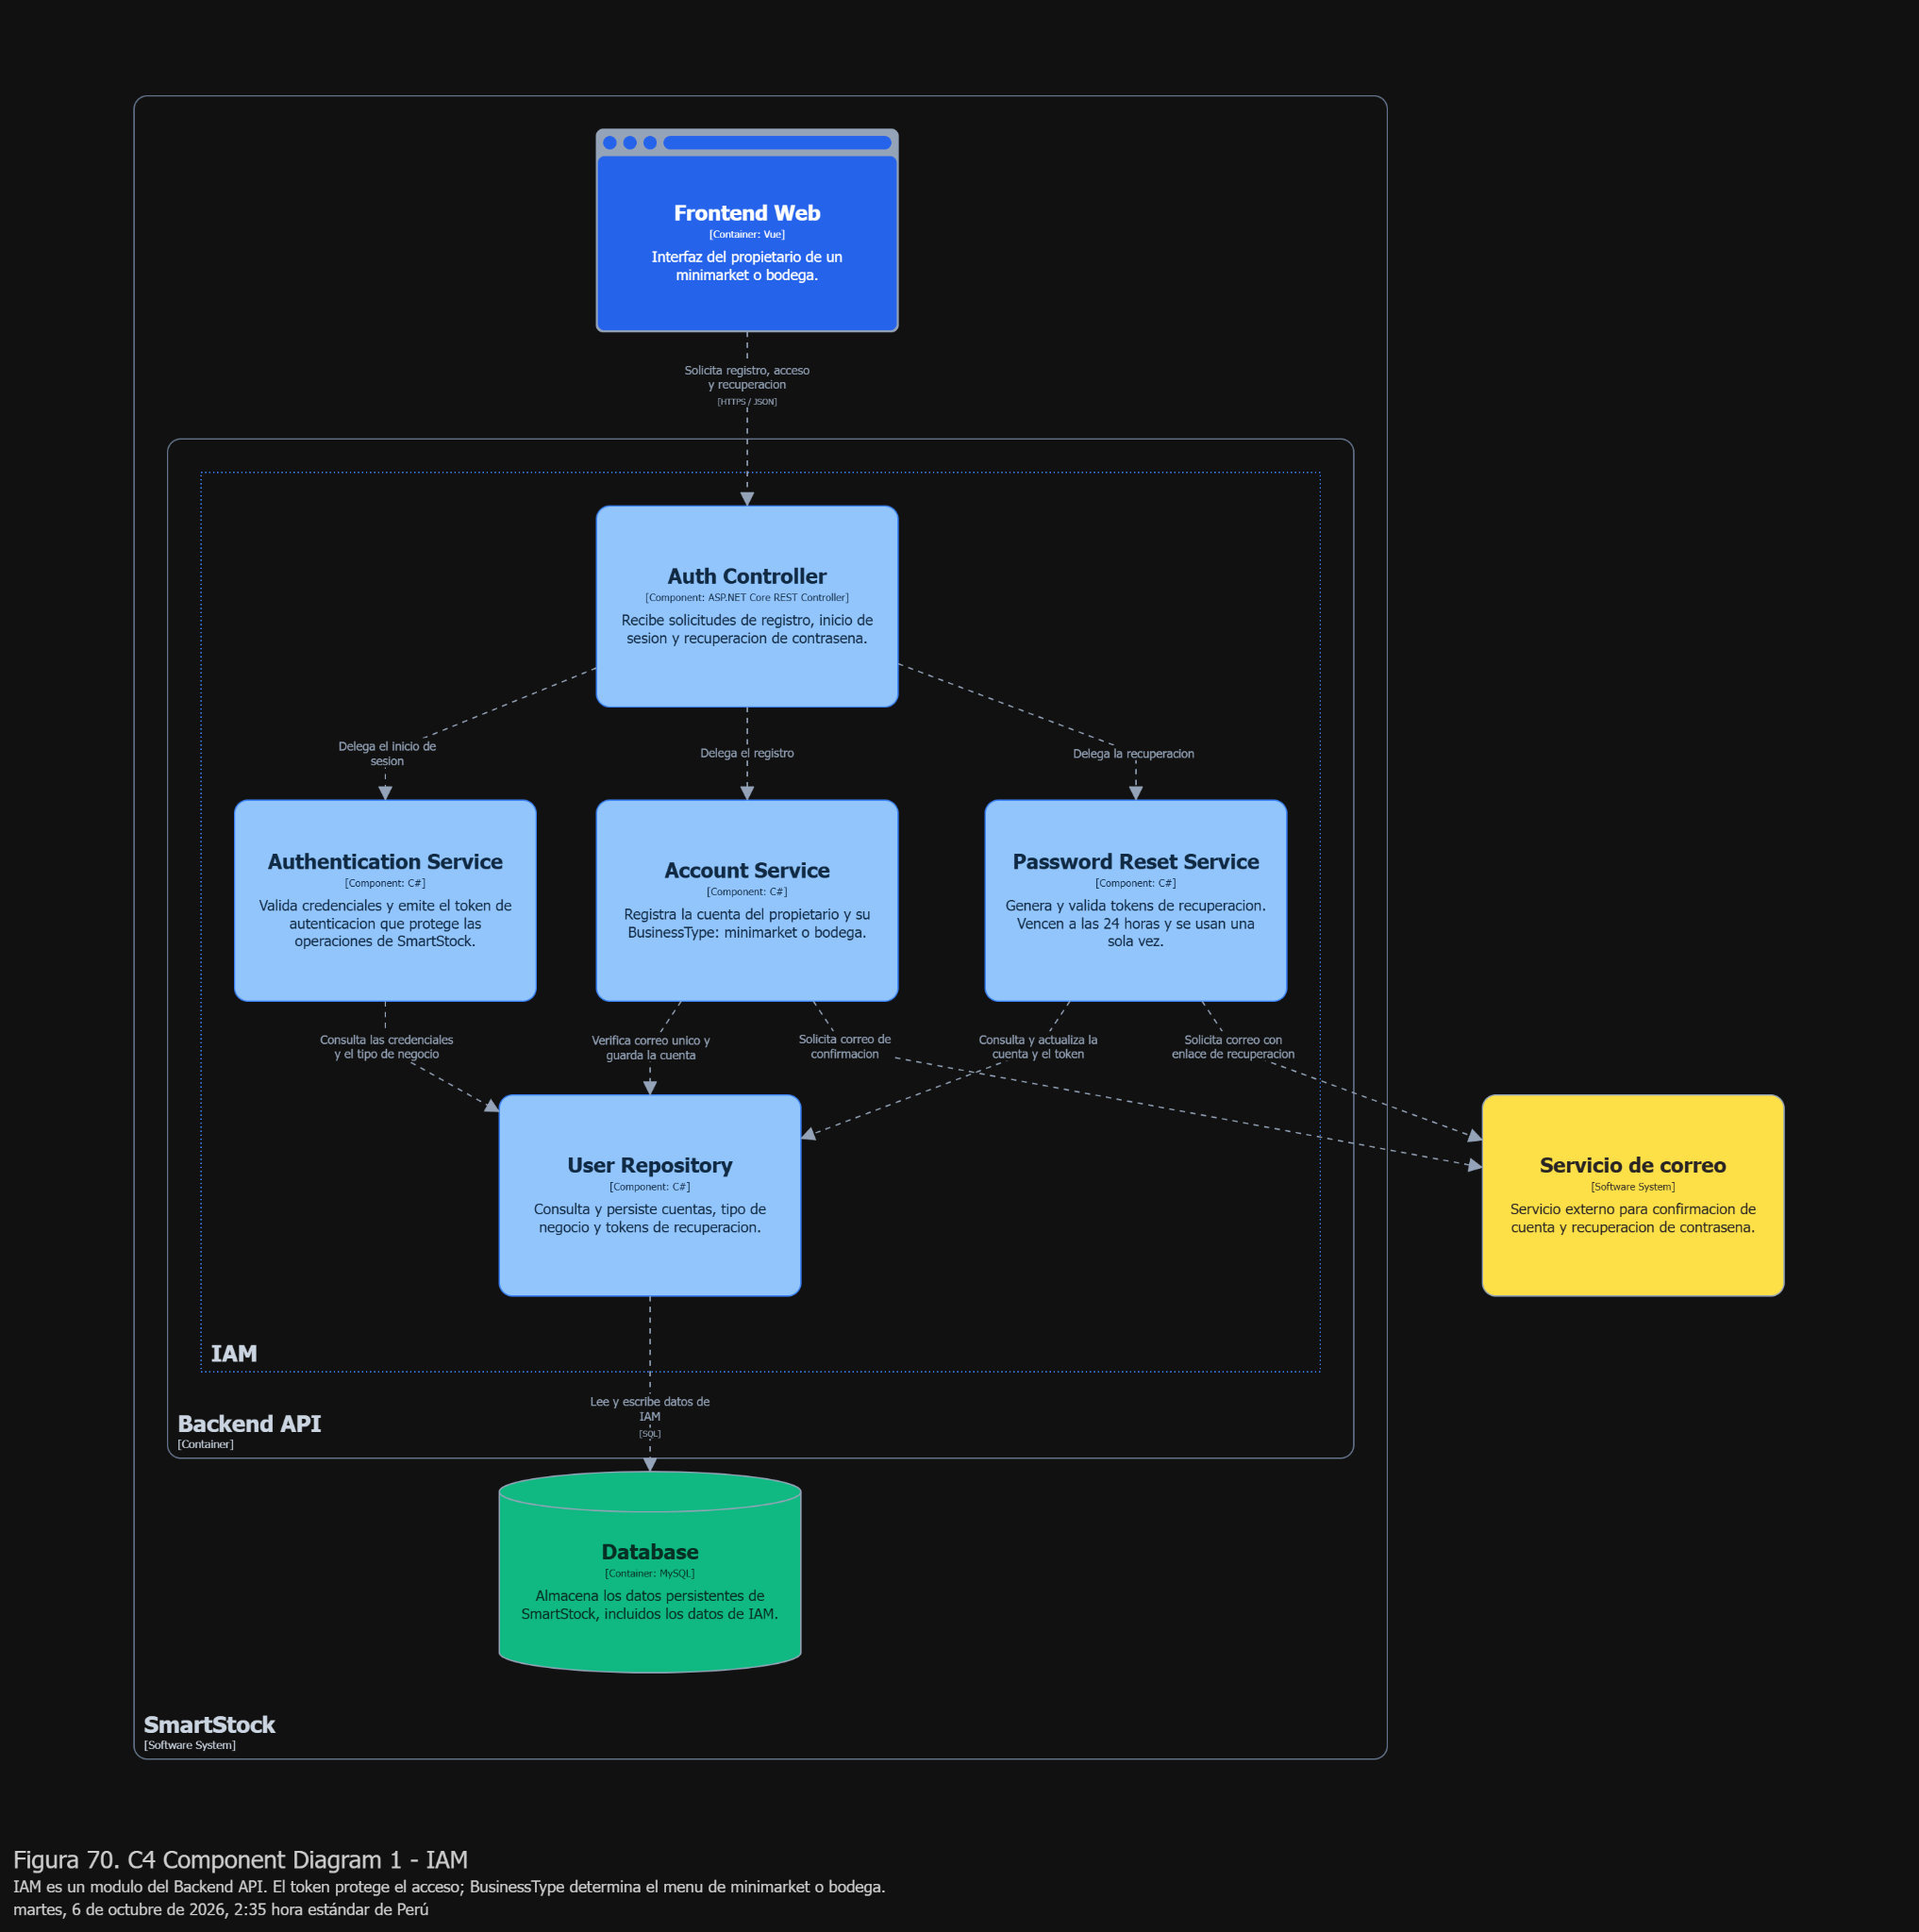 Frontend Web
[Container: Vue]
Interfaz del propietario de un
minimarket o bodega.
Solicita registro, acceso
y recuperacion
[HTTPS / JSON]
Auth Controller
[Component: ASP.NET Core REST Controller]
Recibe solicitudes de registro, inicio de
sesion y recuperacion de contrasena.
Delega el inicio de
sesion
Delega el registro
Delega la recuperacion
Authentication Service
[Component: C#]
Valida credenciales y emite el token de
autenticacion que protege las
operaciones de SmartStock.
Account Service
[Component: C#]
Registra la cuenta del propietario y su
BusinessType: minimarket o bodega.
Password Reset Service
[Component: C#]
Genera y valida tokens de recuperacion.
Vencen a las 24 horas y se usan una
sola vez.
Consulta las credenciales
y el tipo de negocio
Verifica correo unico y
guarda la cuenta
Solicita correo de
confirmacion
Consulta y actualiza la
cuenta y el token
Solicita correo con
enlace de recuperacion
User Repository
[Component: C#]
Consulta y persiste cuentas, tipo de
negocio y tokens de recuperacion.
Servicio de correo
[Software System]
Servicio externo para confirmacion de
cuenta y recuperacion de contrasena.
IAM
Lee y escribe datos de
IAM
[SQL]
Backend API
[Container]
Database
[Container: MySQL]
Almacena los datos persistentes de
SmartStock, incluidos los datos de IAM.
SmartStock
[Software System]
Figura 70. C4 Component Diagram 1 - IAM
IAM es un modulo del Backend API. El token protege el acceso; BusinessType determina el menu de minimarket o bodega.
martes, 6 de octubre de 2026, 2:35 hora estándar de Perú